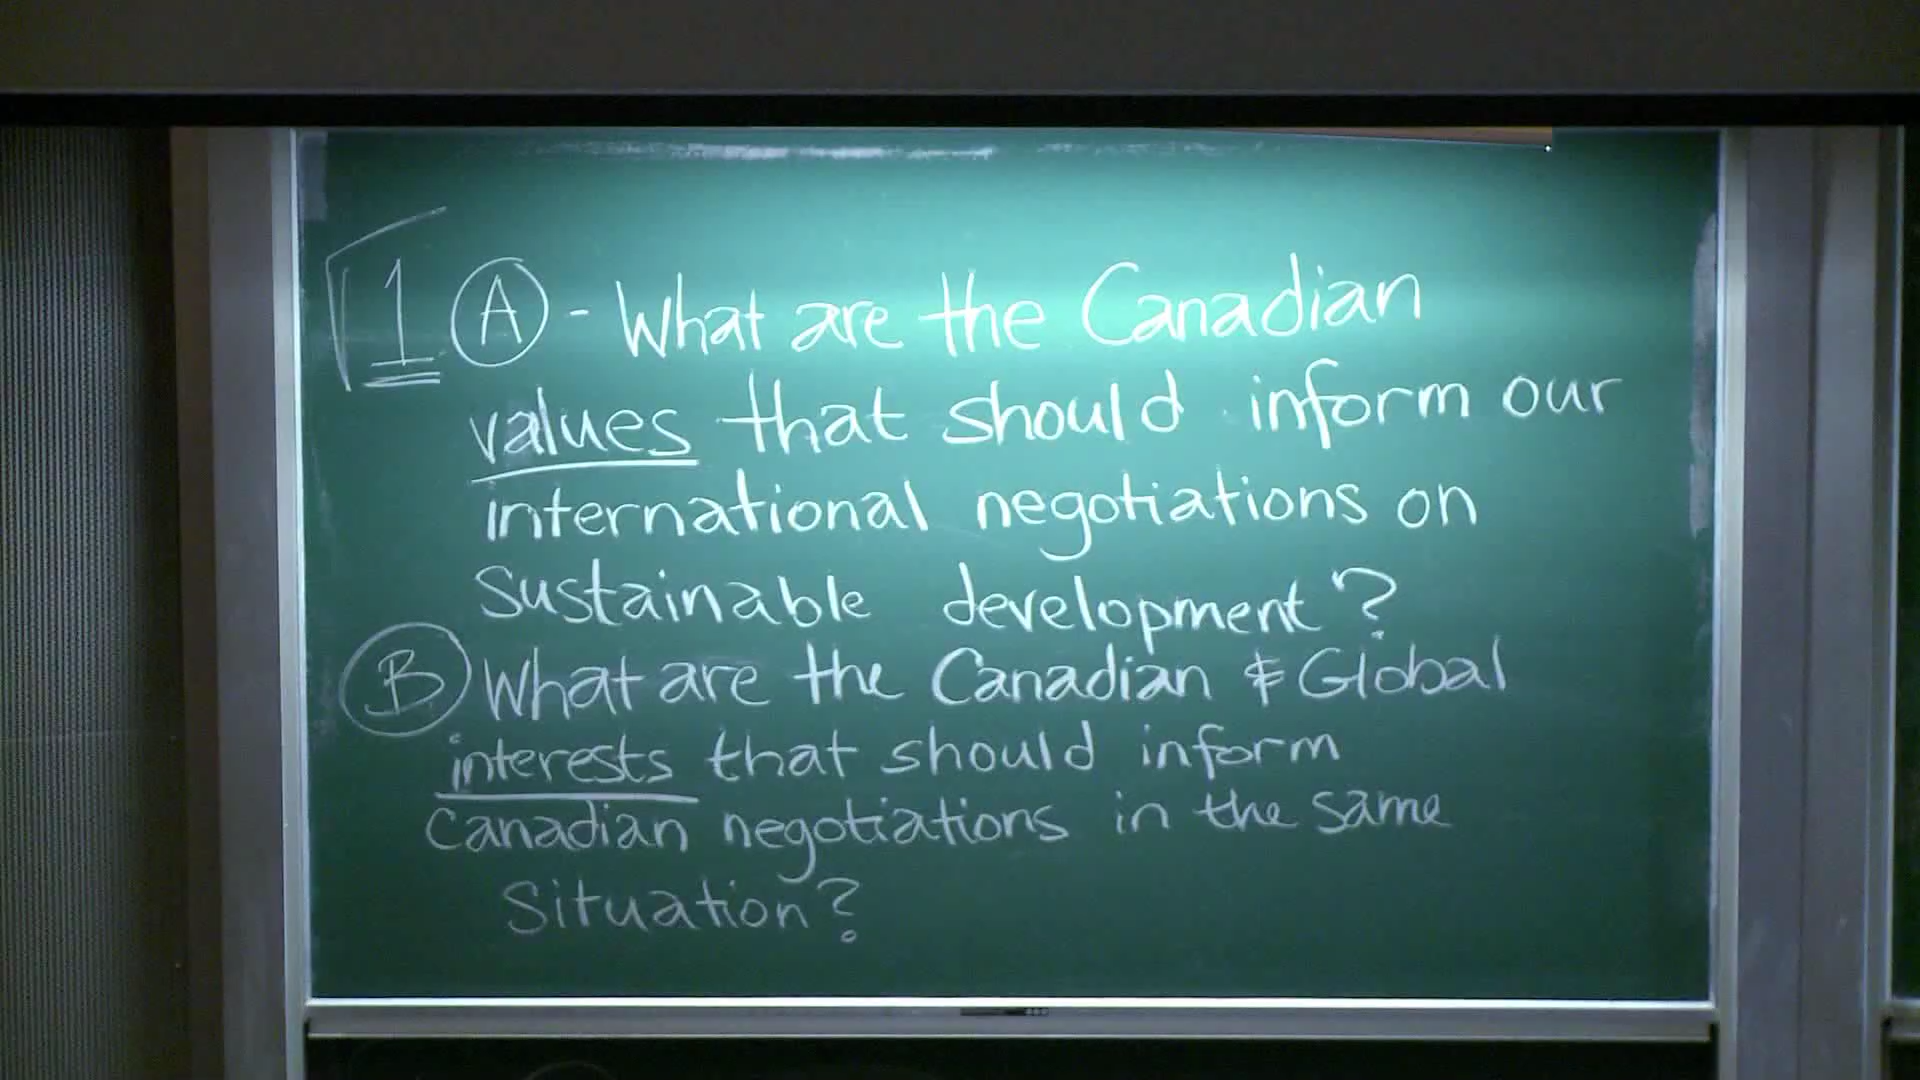 1 A - What are the Canadian
values that should inform our
international negotiations on
sustainable development?
B What are the Canadian & Global
interests that should inform
Canadian negotiations in the same
situation?